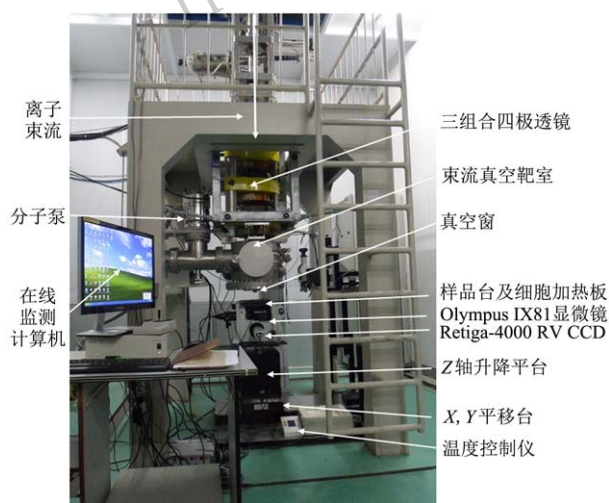 离子
束流
分子泵
在线
监测
计算机
三组合四极透镜
束流真空靶室
真空窗
样品台及细胞加热板
Olympus IX81显微镜
Retiga-4000 RV CCD
Z轴升降平台
X, Y平移台
温度控制仪